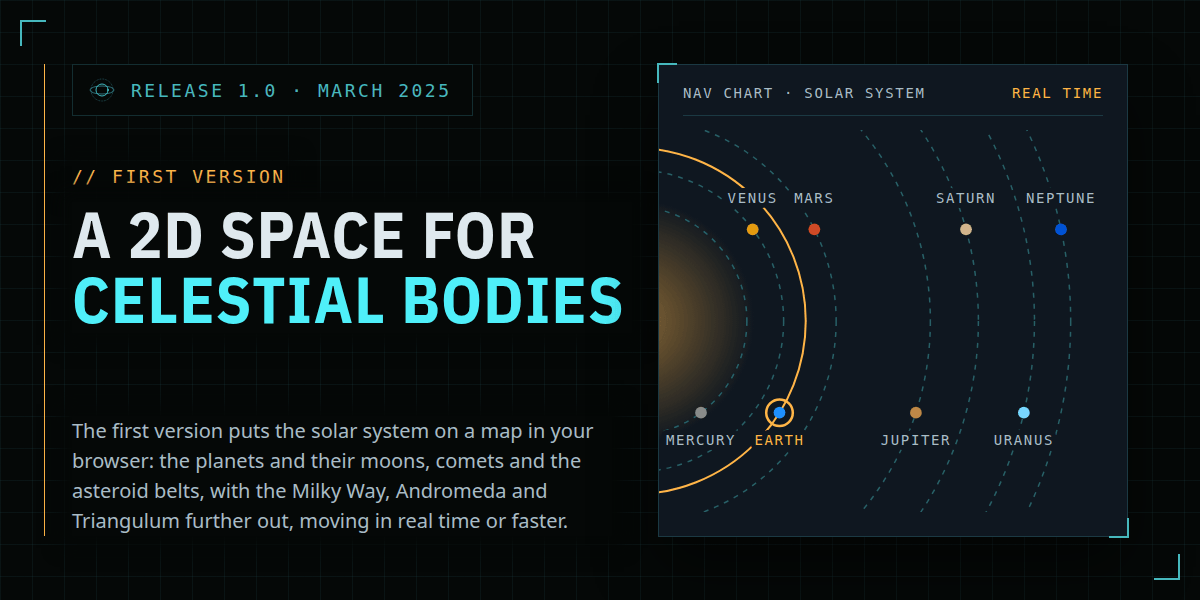 RELEASE 1.0 · MARCH 2025
// FIRST VERSION
A 2D SPACE FOR
CELESTIAL BODIES
The first version puts the solar system on a map in your
browser: the planets and their moons, comets and the
asteroid belts, with the Milky Way, Andromeda and
Triangulum further out, moving in real time or faster.
NAV CHART · SOLAR SYSTEM
REAL TIME
VENUS
MARS
SATURN
NEPTUNE
MERCURY
EARTH
JUPITER
URANUS